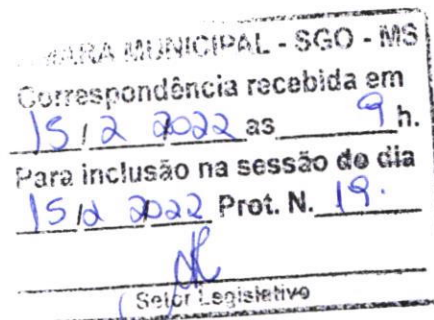 CÂMARA MUNICIPAL - SGO - MS
Correspondência recebida em
15/2 2022 as 9 h.
Para inclusão na sessão do dia
15/2 2022 Prot. N. 19.
Setor Legislativo